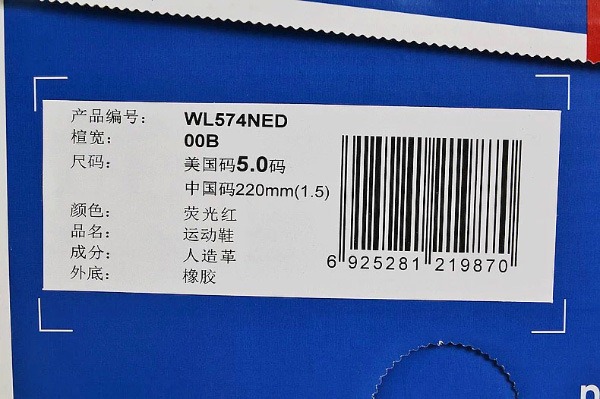 产品编号： WL574NED
楦宽： 00B
尺码： 美国码5.0码
中国码220mm(1.5)
颜色： 荧光红
品名： 运动鞋
成分： 人造革
外底： 橡胶
6 925281 219870
n